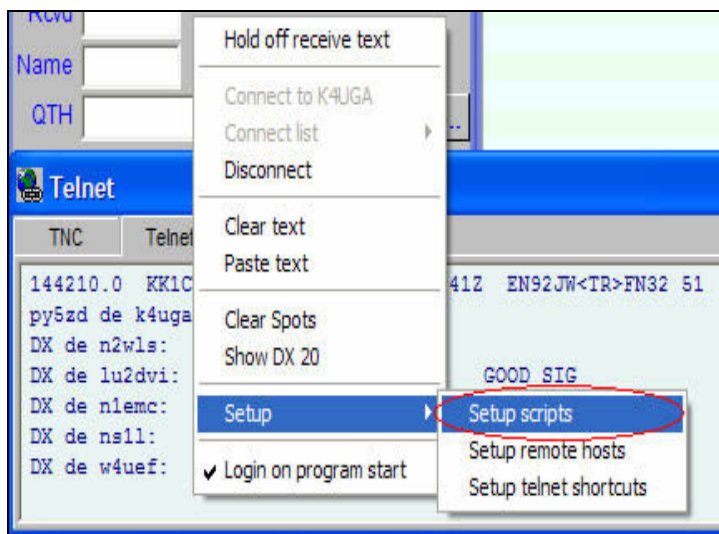 Rcvd
Name
QTH
Hold off receive text
Connect to K4UGA
Connect list
Disconnect
Clear text
Paste text
Clear Spots
Show DX 20
Setup
Login on program start
Setup scripts
Setup remote hosts
Setup telnet shortcuts
..
Telnet
TNC Telnet
144210.0 KK1C 41Z EN92JW<TR>FN32 51
py5zd de k4uga
DX de n2wls:
DX de lu2dvi: GOOD SIG
DX de n1emc:
DX de ns1l:
DX de w4uef: